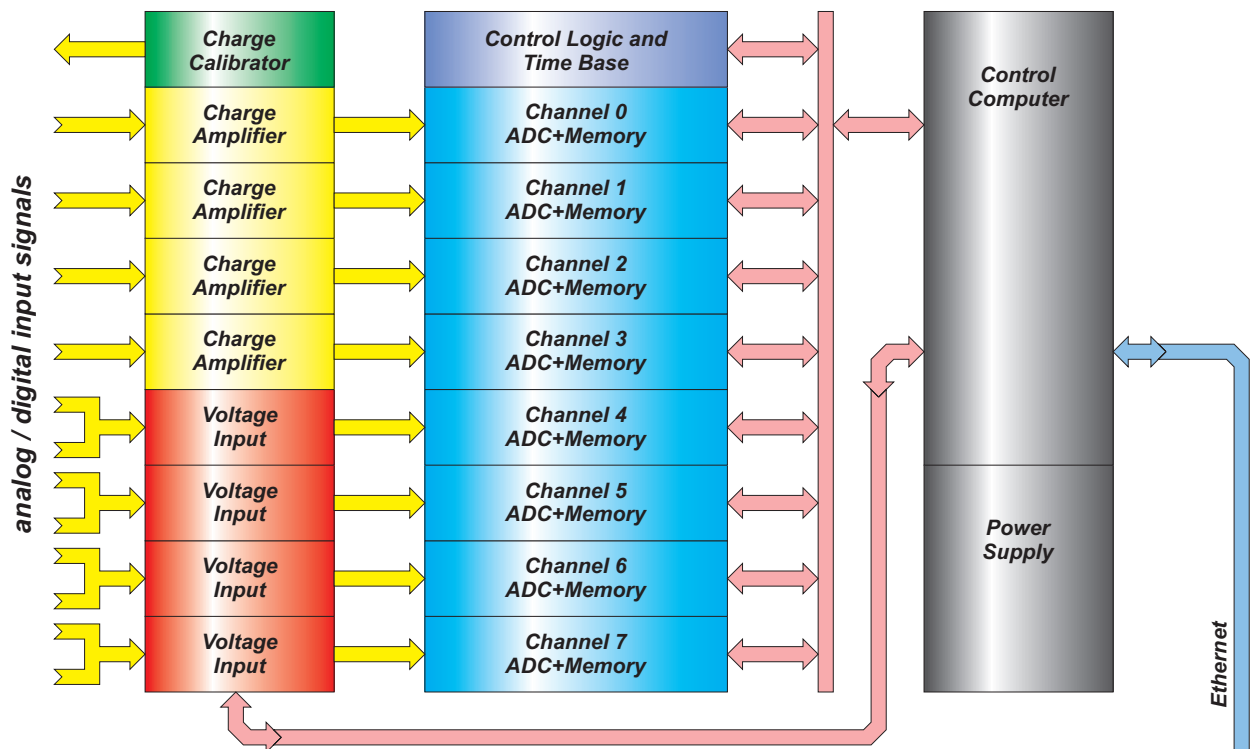 analog / digital input signals
Charge
Calibrator
Charge
Amplifier
Charge
Amplifier
Charge
Amplifier
Charge
Amplifier
Voltage
Input
Voltage
Input
Voltage
Input
Voltage
Input
Control Logic and
Time Base
Channel 0
ADC+Memory
Channel 1
ADC+Memory
Channel 2
ADC+Memory
Channel 3
ADC+Memory
Channel 4
ADC+Memory
Channel 5
ADC+Memory
Channel 6
ADC+Memory
Channel 7
ADC+Memory
Control
Computer
Power
Supply
Ethernet